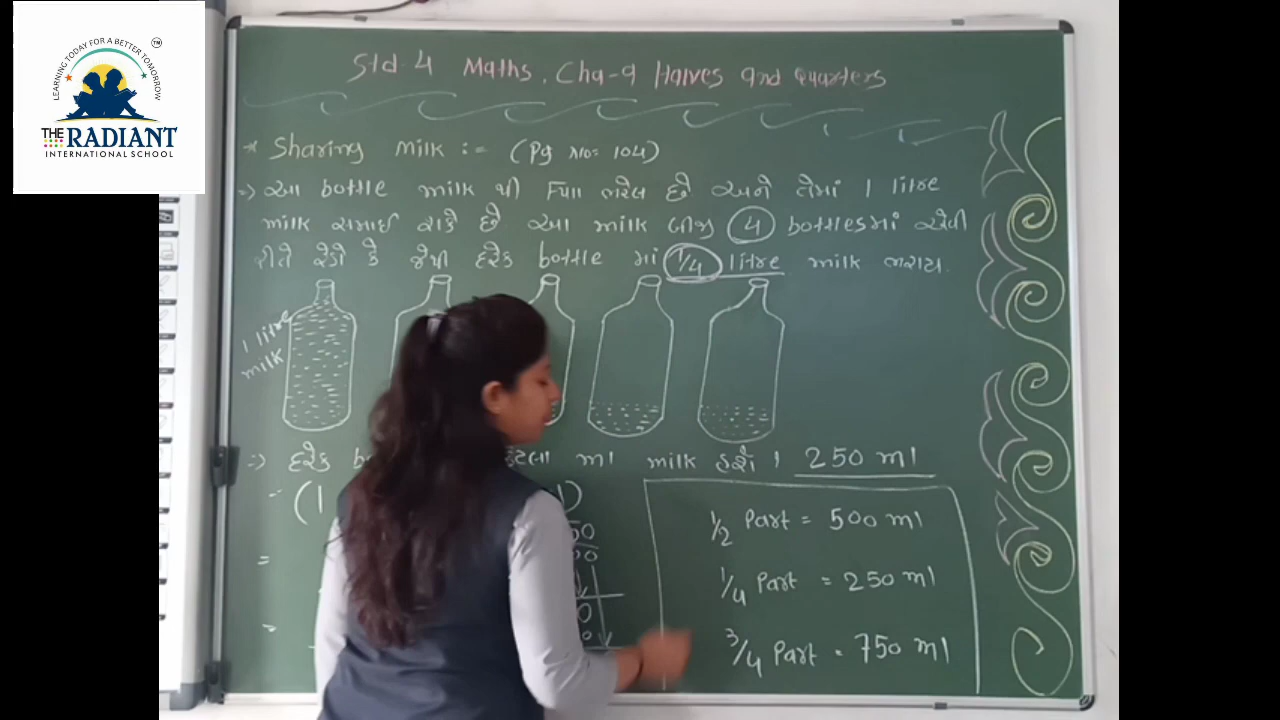 LEARNING TODAY FOR A BETTER TOMORROW
TM
THE RADIANT
INTERNATIONAL SCHOOL
Std 4 Maths, Cha-9 Halves and Quarters
* Sharing Milk :- (Pg No= 104)
⇒ આ bottle milk થી Full ભરેલ છે અને તેમાં 1 litre
milk સમાઈ શકે છે આ milk બીજી 4 bottlesમાં એવી
રીતે રેડો કે જેથી દરેક bottle માં 1/4 litre milk ભરાય.
1 litre
milk
⇒ દરેક કેટલા ml milk હશે ? 250 ml
1/2 Part = 500 ml
1/4 Part = 250 ml
3/4 Part = 750 ml